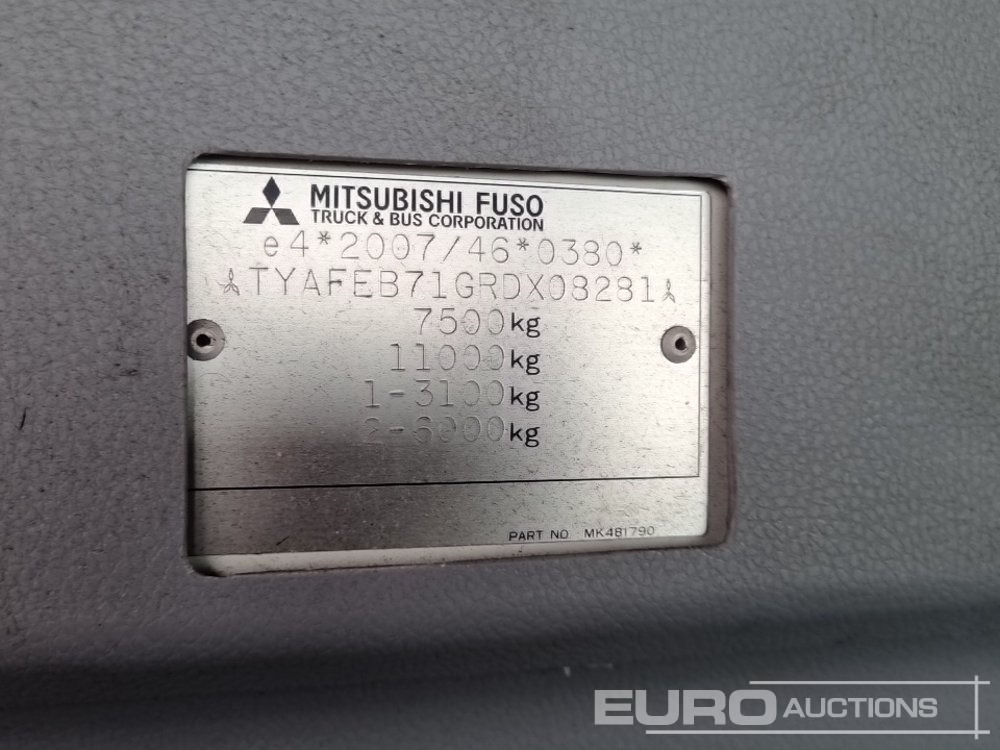 MITSUBISHI FUSO
TRUCK & BUS CORPORATION
e4*2007/46*0380*
TYAFEB71GRDX08281
7500kg
11000kg
1-3100kg
2-6000kg
PART NO. MK481790
EURO AUCTIONS